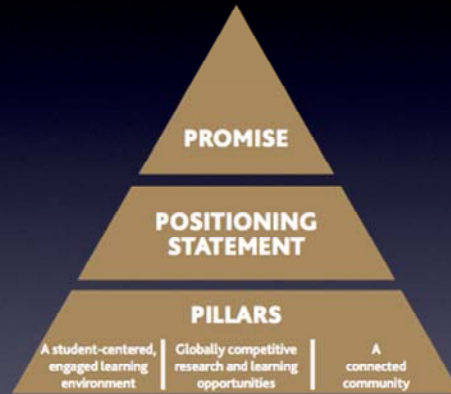 PROMISE
POSITIONING
STATEMENT
PILLARS
A student-centered,
engaged learning
environment
Globally competitive
research and learning
opportunities
A
connected
community